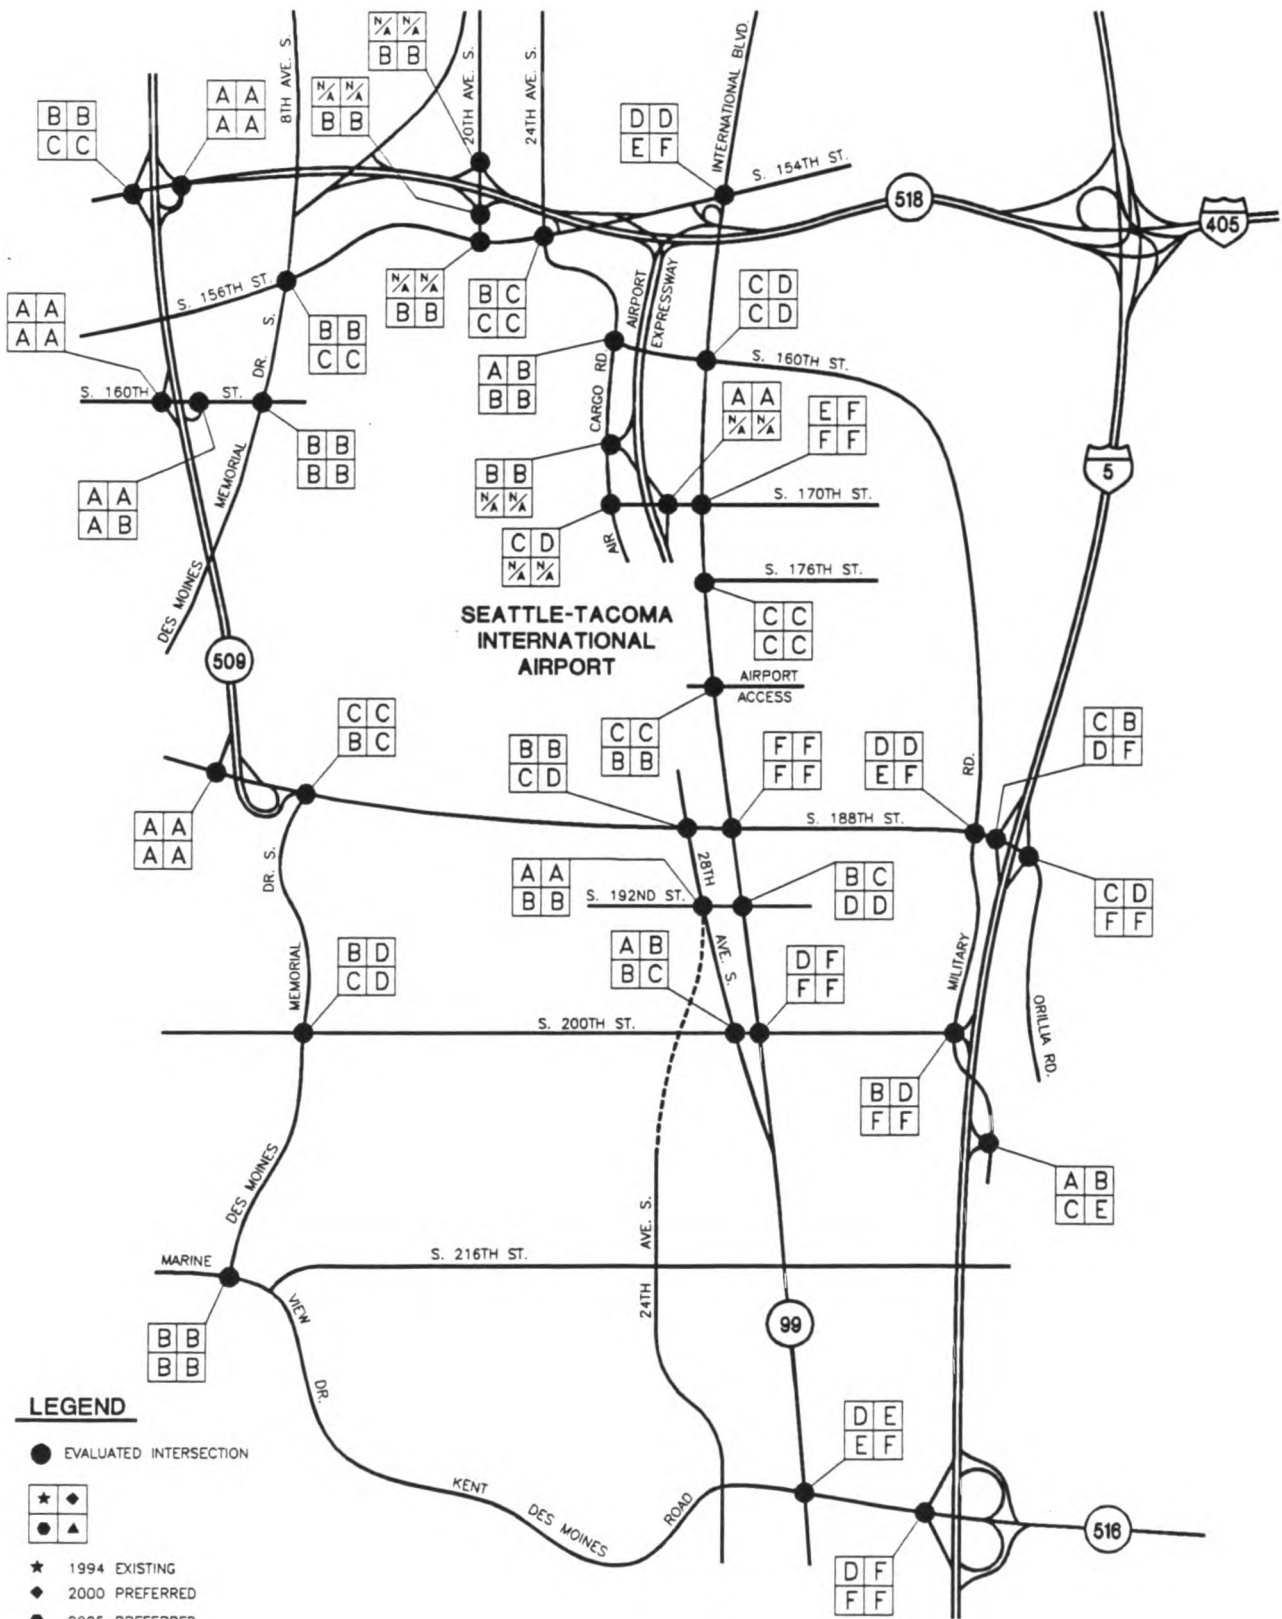 N/A N/A
B B
8TH AVE. S.
20TH AVE. S.
24TH AVE. S.
INTERNATIONAL BLVD.
A A
A A
N/A N/A
B B
B B
C C
D D
E F
S. 154TH ST.
518
405
S. 156TH ST.
N/A N/A
B B
B C
C C
AIRPORT
EXPRESSWAY
C D
C D
A A
A A
B B
C C
A B
B B
S. 160TH ST.
S. 160TH ST.
CARGO RD
AIR
A A
N/A N/A
E F
F F
B B
B B
5
A A
A B
B B
N/A N/A
S. 170TH ST.
C D
N/A N/A
DES MOINES
MEMORIAL
DR. S.
S. 176TH ST.
SEATTLE-TACOMA
INTERNATIONAL
AIRPORT
C C
C C
509
AIRPORT
ACCESS
C C
B C
C C
B B
B B
C D
F F
F F
D D
E F
C B
D F
RD.
S. 188TH ST.
A A
A A
DR. S.
28TH
AVE. S.
A A
B B
S. 192ND ST.
B C
D D
C D
F F
MEMORIAL
B D
C D
A B
B C
D F
F F
MILITARY
ORILLIA RD.
S. 200TH ST.
B D
F F
DES MOINES
A B
C E
MARINE
S. 216TH ST.
24TH AVE. S.
VIEW
DR.
99
B B
B B
LEGEND
EVALUATED INTERSECTION
D E
E F
KENT
DES MOINES
ROAD
516
1994 EXISTING
D F
F F
2000 PREFERRED